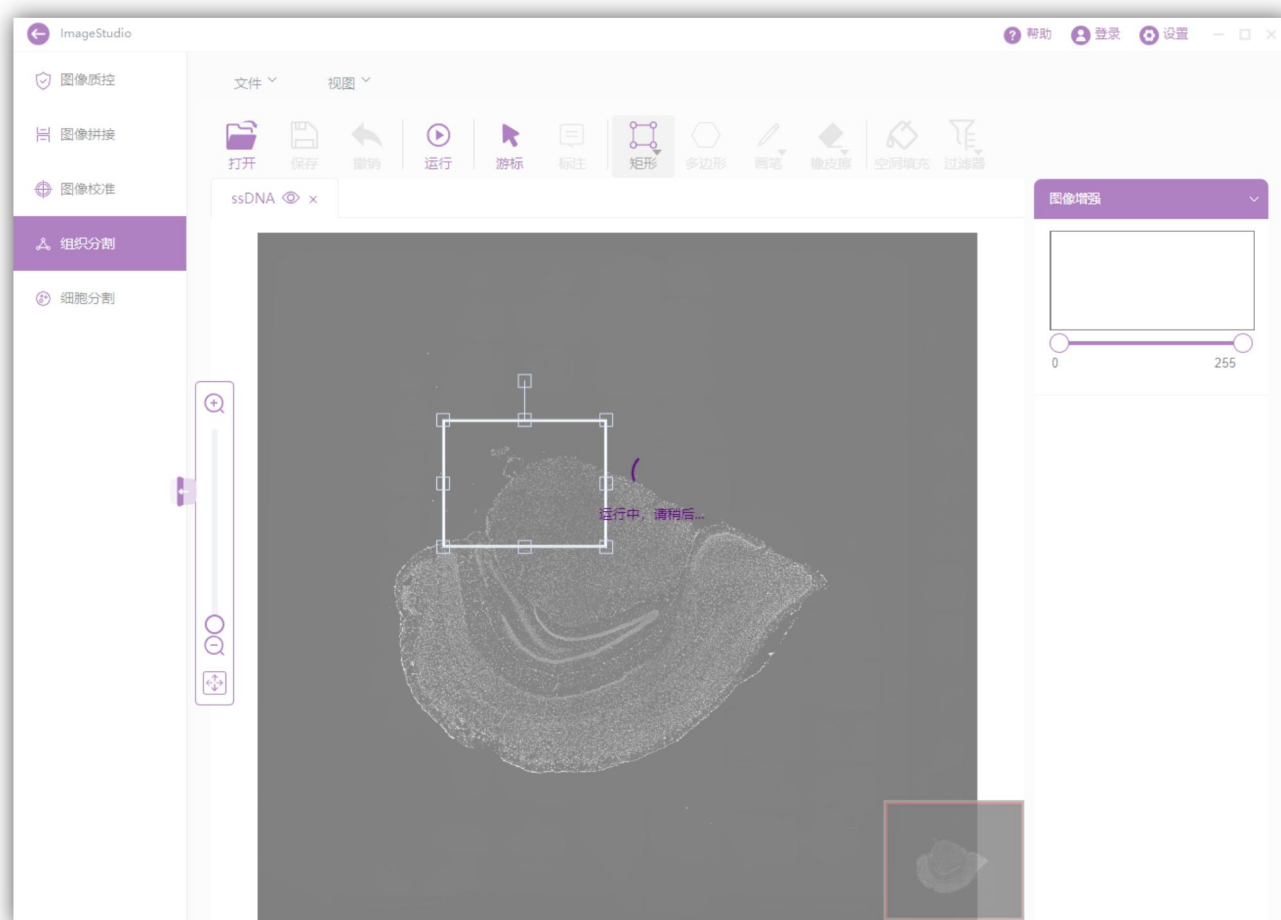 ImageStudio
帮助
登录
设置
图像质控
图像拼接
图像校准
组织分割
细胞分割
文件
视图
打开
保存
撤销
运行
游标
标注
矩形
多边形
画笔
橡皮擦
空洞填充
过滤器
ssDNA
图像增强
0
255
运行中，请稍后...